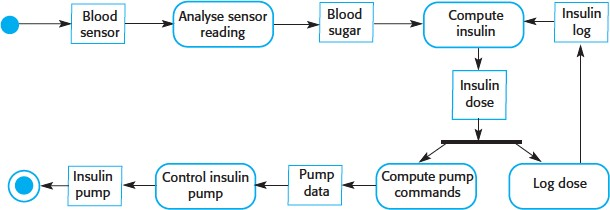 Blood
sensor
Analyse sensor
reading
Blood
sugar
Compute
insulin
Insulin
log
Insulin
dose
Insulin
pump
Control insulin
pump
Pump
data
Compute pump
commands
Log dose